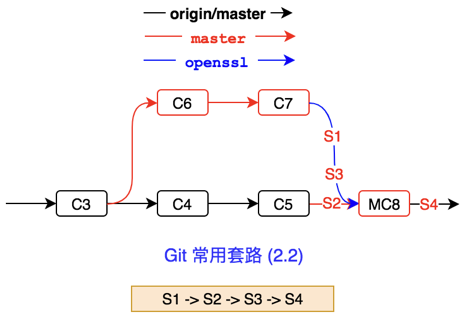 origin/master
master
openssl
C6
C7
S1
S3
C3
C4
C5
S2
MC8
S4
Git 常用套路 (2.2)
S1 -> S2 -> S3 -> S4